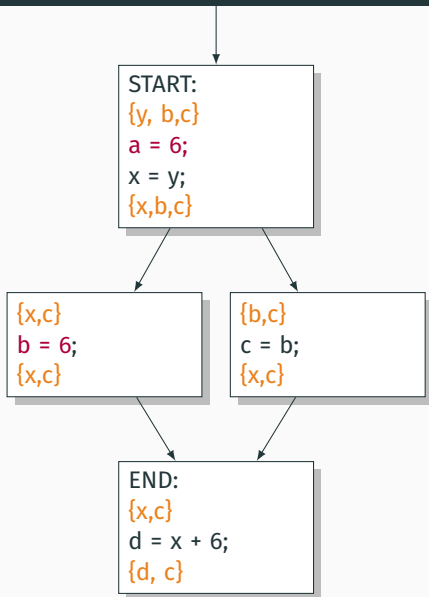 START:
{y, b,c}
a = 6;
x = y;
{x,b,c}
{x,c}
b = 6;
{x,c}
{b,c}
c = b;
{x,c}
END:
{x,c}
d = x + 6;
{d, c}